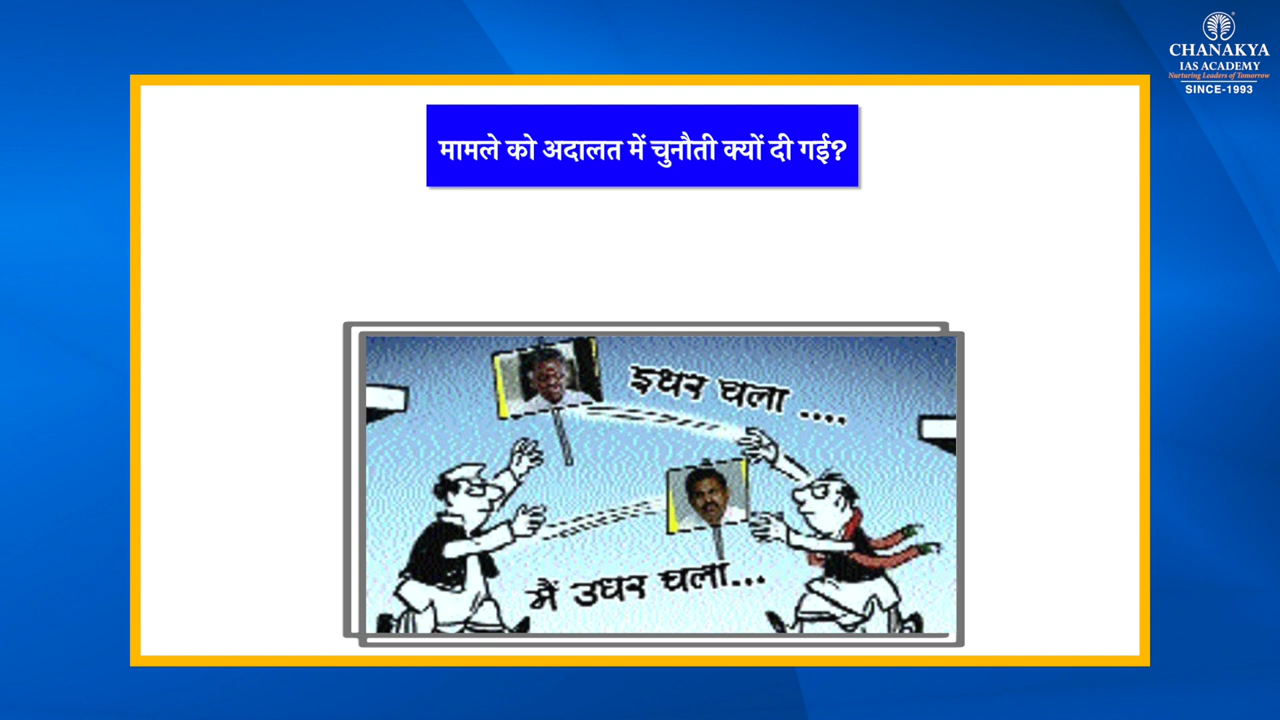 CHANAKYA
IAS ACADEMY
Nurturing Leaders of Tomorrow
SINCE-1993
मामले को अदालत में चुनौती क्यों दी गई?
इधर चला ....
मैं उधर चला...